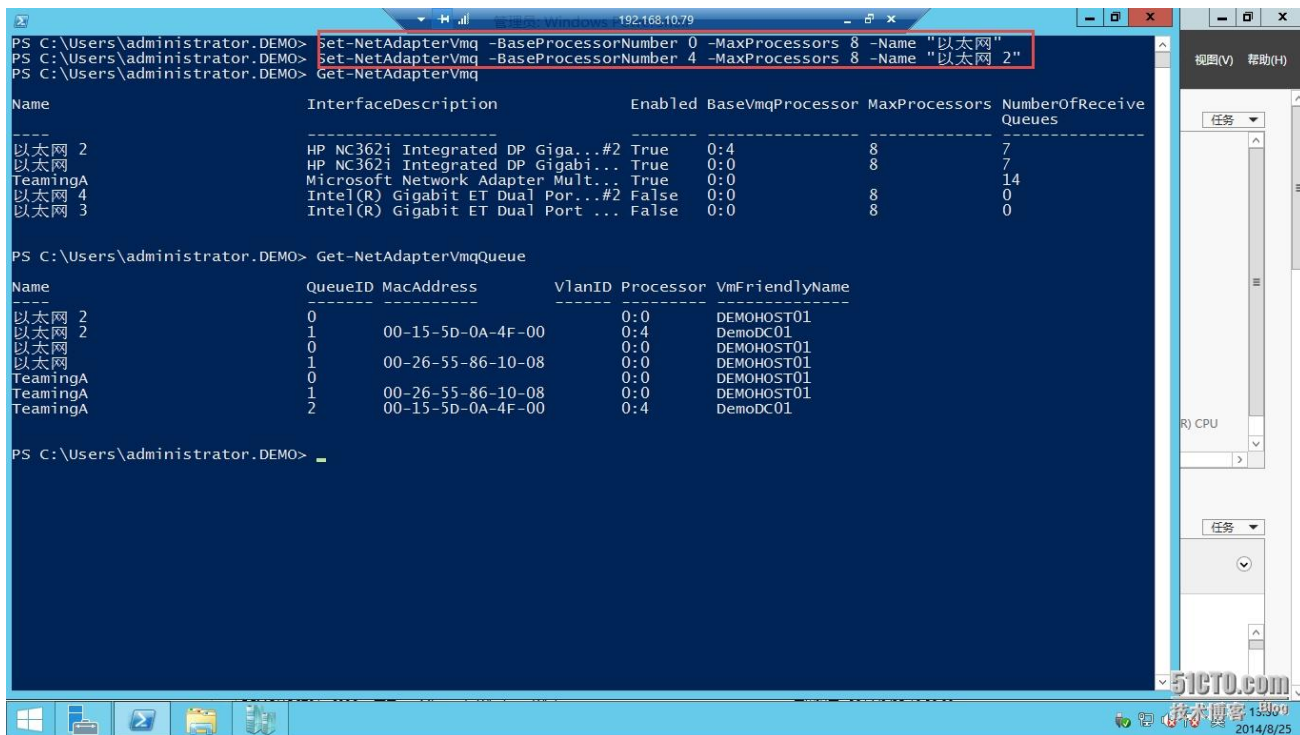 192.168.10.79
管理员: Windows P
PS C:\Users\administrator.DEMO> Set-NetAdapterVmq -BaseProcessorNumber 0 -MaxProcessors 8 -Name "以太网"
PS C:\Users\administrator.DEMO> Set-NetAdapterVmq -BaseProcessorNumber 4 -MaxProcessors 8 -Name "以太网 2"
PS C:\Users\administrator.DEMO> Get-NetAdapterVmq
Name InterfaceDescription Enabled BaseVmqProcessor MaxProcessors NumberOfReceive
Queues
---- -------------------- ------- ---------------- ------------- ---------------
以太网 2 HP NC362i Integrated DP Giga...#2 True 0:4 8 7
以太网 HP NC362i Integrated DP Gigabi... True 0:0 8 7
TeamingA Microsoft Network Adapter Mult... True 0:0 14
以太网 4 Intel(R) Gigabit ET Dual Por...#2 False 0:0 8 0
以太网 3 Intel(R) Gigabit ET Dual Port ... False 0:0 8 0
PS C:\Users\administrator.DEMO> Get-NetAdapterVmqQueue
Name QueueID MacAddress VlanID Processor VmFriendlyName
---- ------- ---------- ------ --------- --------------
以太网 2 0 0:0 DEMOHOST01
以太网 2 1 00-15-5D-0A-4F-00 0:4 DemoDC01
以太网 0 0:0 DEMOHOST01
以太网 1 00-26-55-86-10-08 0:0 DEMOHOST01
TeamingA 0 0:0 DEMOHOST01
TeamingA 1 00-26-55-86-10-08 0:0 DEMOHOST01
TeamingA 2 00-15-5D-0A-4F-00 0:4 DemoDC01
PS C:\Users\administrator.DEMO>
视图(V) 帮助(H)
任务
R) CPU
任务
51CTO.com
技术博客 Blog
2014/8/25